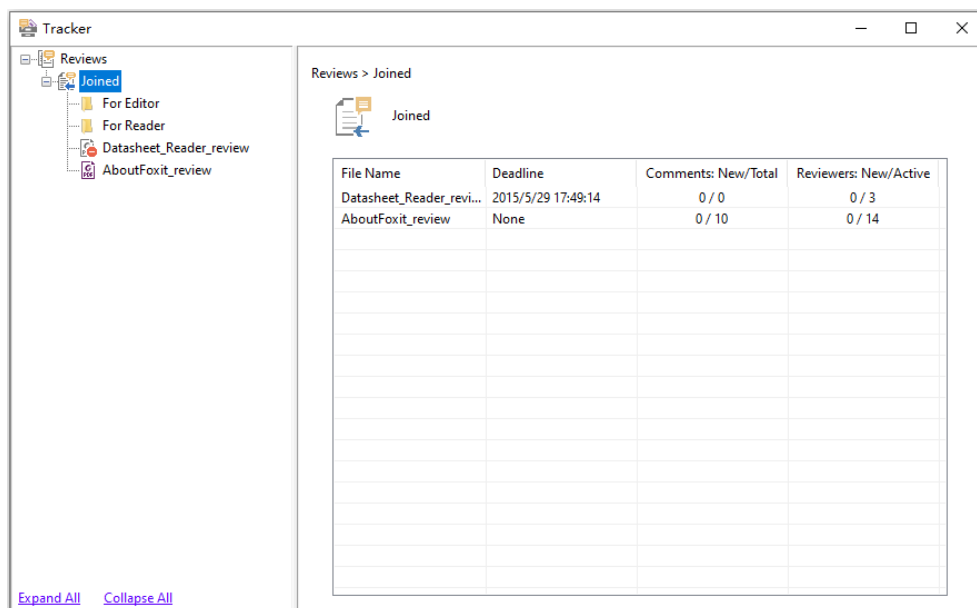 Tracker
Reviews
Joined
For Editor
For Reader
Datasheet_Reader_review
AboutFoxit_review
Expand All Collapse All
Reviews > Joined
Joined
File Name Deadline Comments: New/Total Reviewers: New/Active
Datasheet_Reader_revi... 2015/5/29 17:49:14 0 / 0 0 / 3
AboutFoxit_review None 0 / 10 0 / 14